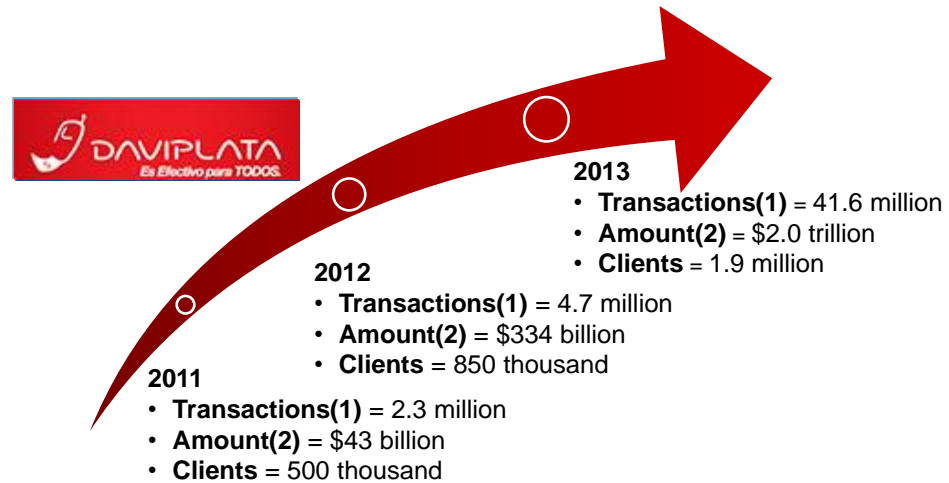 DAVIPLATA
Es Efectivo para TODOS.
2013
• Transactions(1) = 41.6 million
• Amount(2) = $2.0 trillion
• Clients = 1.9 million
2012
• Transactions(1) = 4.7 million
• Amount(2) = $334 billion
• Clients = 850 thousand
2011
• Transactions(1) = 2.3 million
• Amount(2) = $43 billion
• Clients = 500 thousand